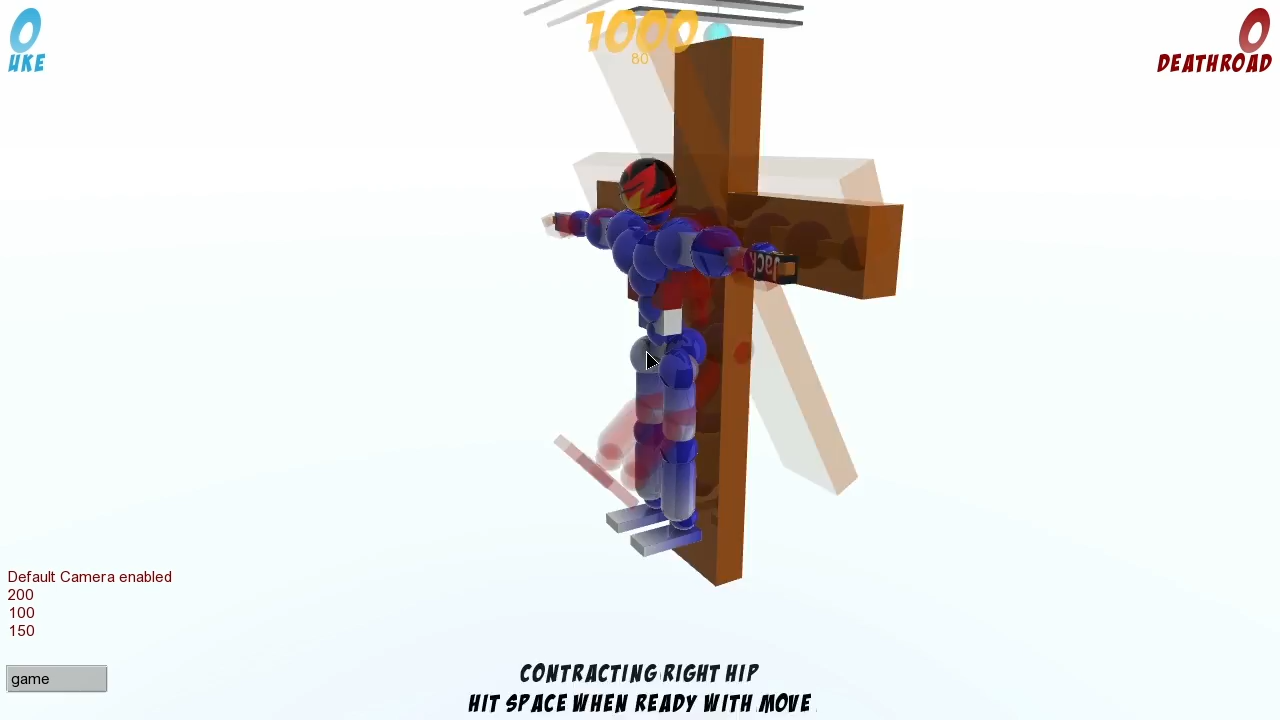 0
UKE
1000
80
0
DEATHROAD
Jack
Default Camera enabled
200
100
150
game
CONTRACTING RIGHT HIP
HIT SPACE WHEN READY WITH MOVE